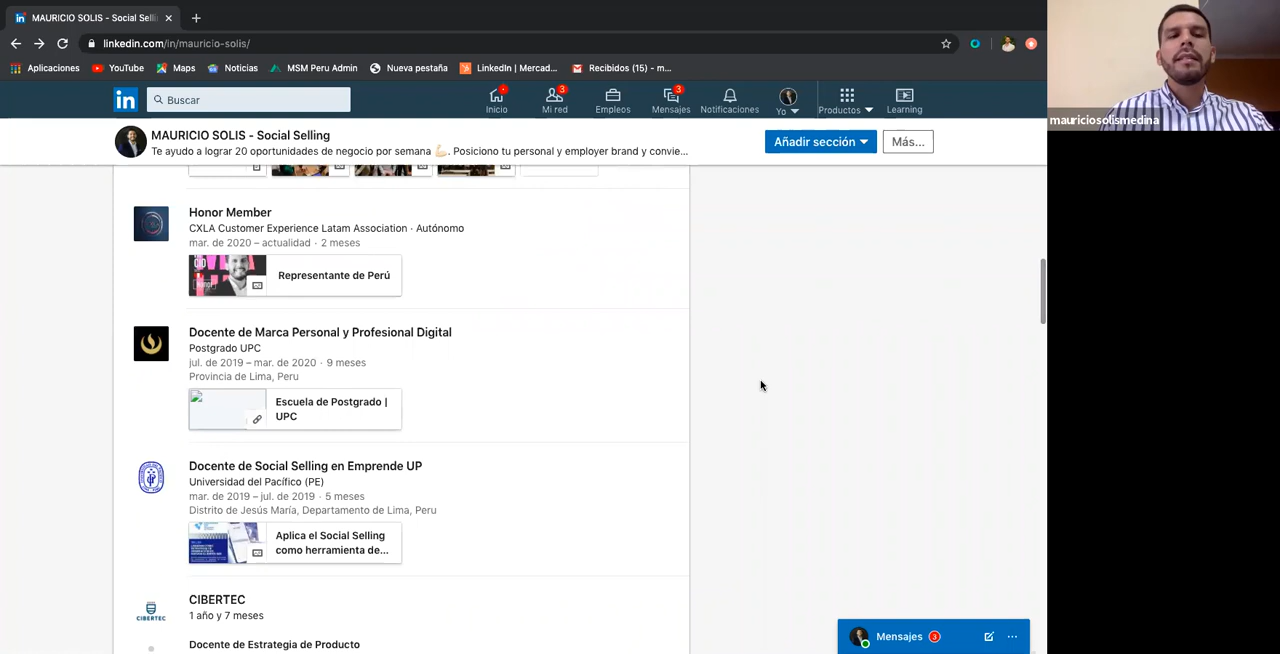 MAURICIO SOLIS - Social Selli
linkedin.com/in/mauricio-solis/
Aplicaciones
YouTube
Maps
Noticias
MSM Peru Admin
Nueva pestaña
LinkedIn | Mercad...
Recibidos (15) - m...
in
Buscar
Inicio
3
Mi red
Empleos
3
Mensajes
Notificaciones
Yo
Productos
Learning
MAURICIO SOLIS - Social Selling
Te ayudo a lograr 20 oportunidades de negocio por semana 💪🏻. Posiciono tu personal y employer brand y convie...
Añadir sección
Más...
Honor Member
CXLA Customer Experience Latam Association · Autónomo
mar. de 2020 – actualidad · 2 meses
Representante de Perú
Docente de Marca Personal y Profesional Digital
Postgrado UPC
jul. de 2019 – mar. de 2020 · 9 meses
Provincia de Lima, Peru
Escuela de Postgrado |
UPC
Docente de Social Selling en Emprende UP
Universidad del Pacífico (PE)
mar. de 2019 – jul. de 2019 · 5 meses
Distrito de Jesús María, Departamento de Lima, Peru
Aplica el Social Selling
como herramienta de...
CIBERTEC
CIBERTEC
1 año y 7 meses
Docente de Estrategia de Producto
Mensajes 3
mauriciosolismedina